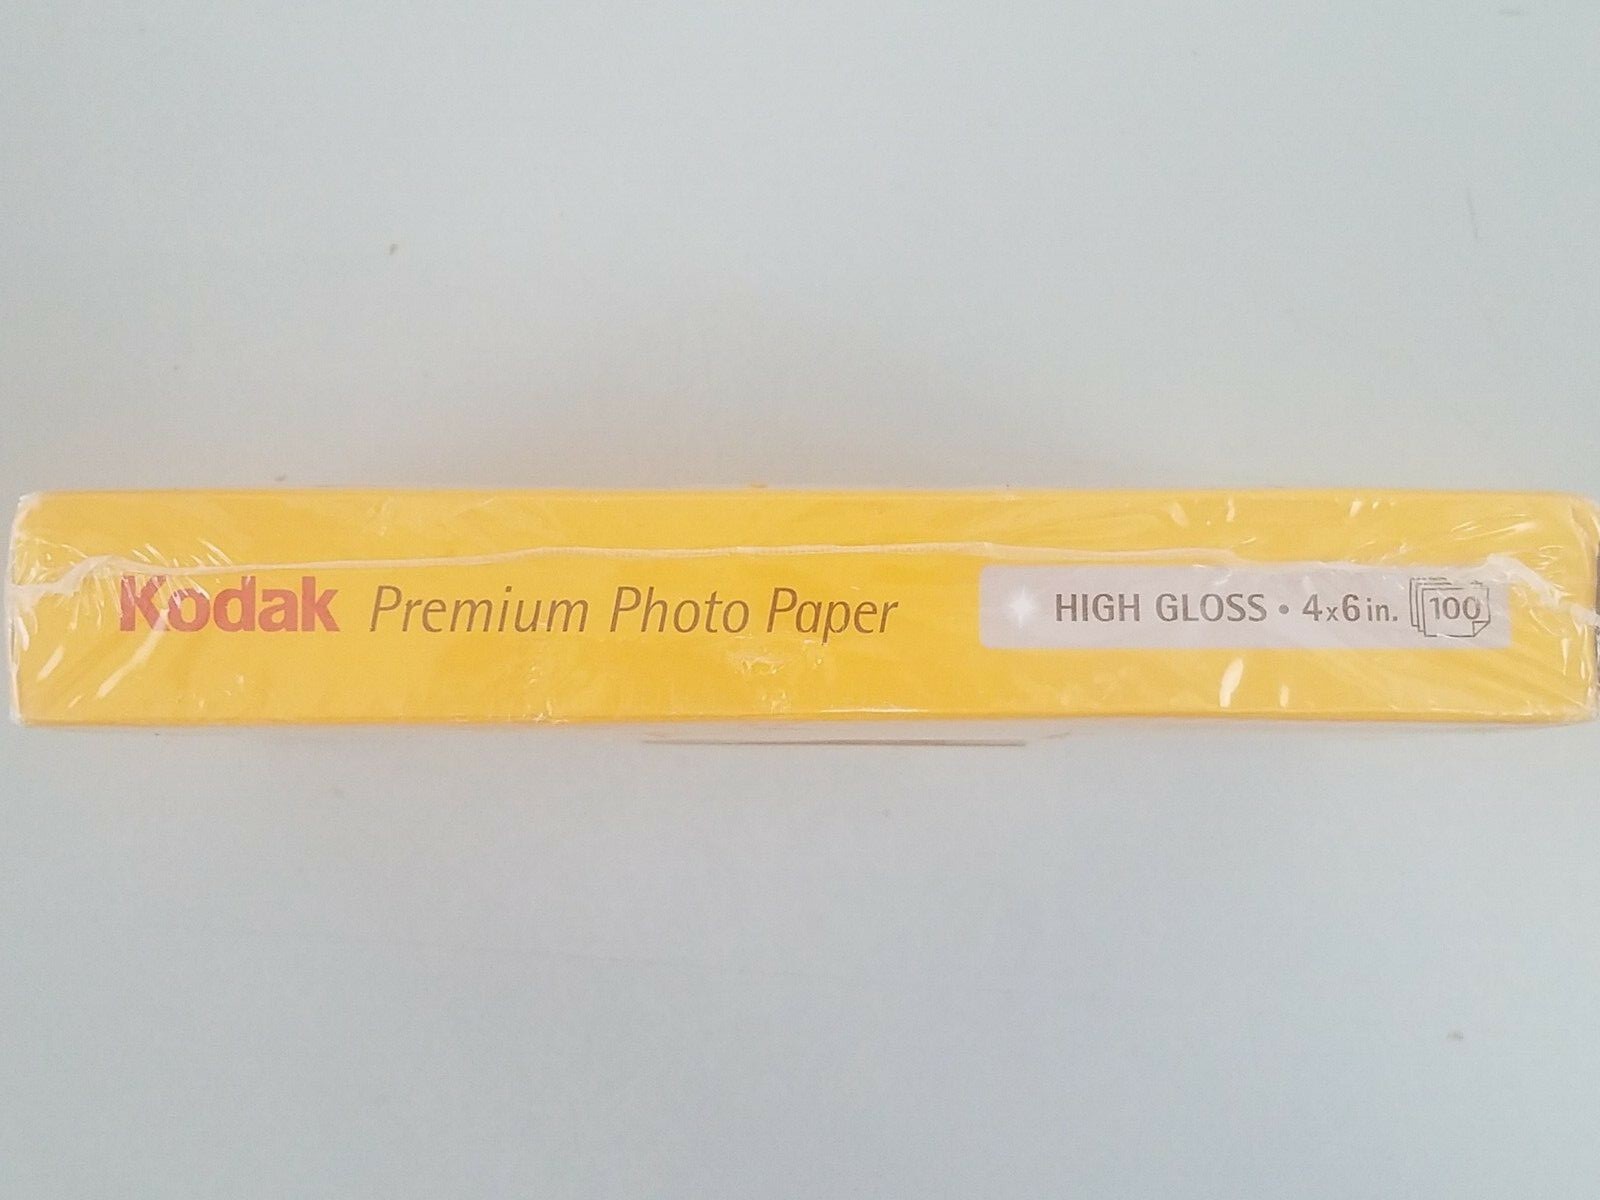 Kodak Premium Photo Paper
HIGH GLOSS • 4x6 in. 100